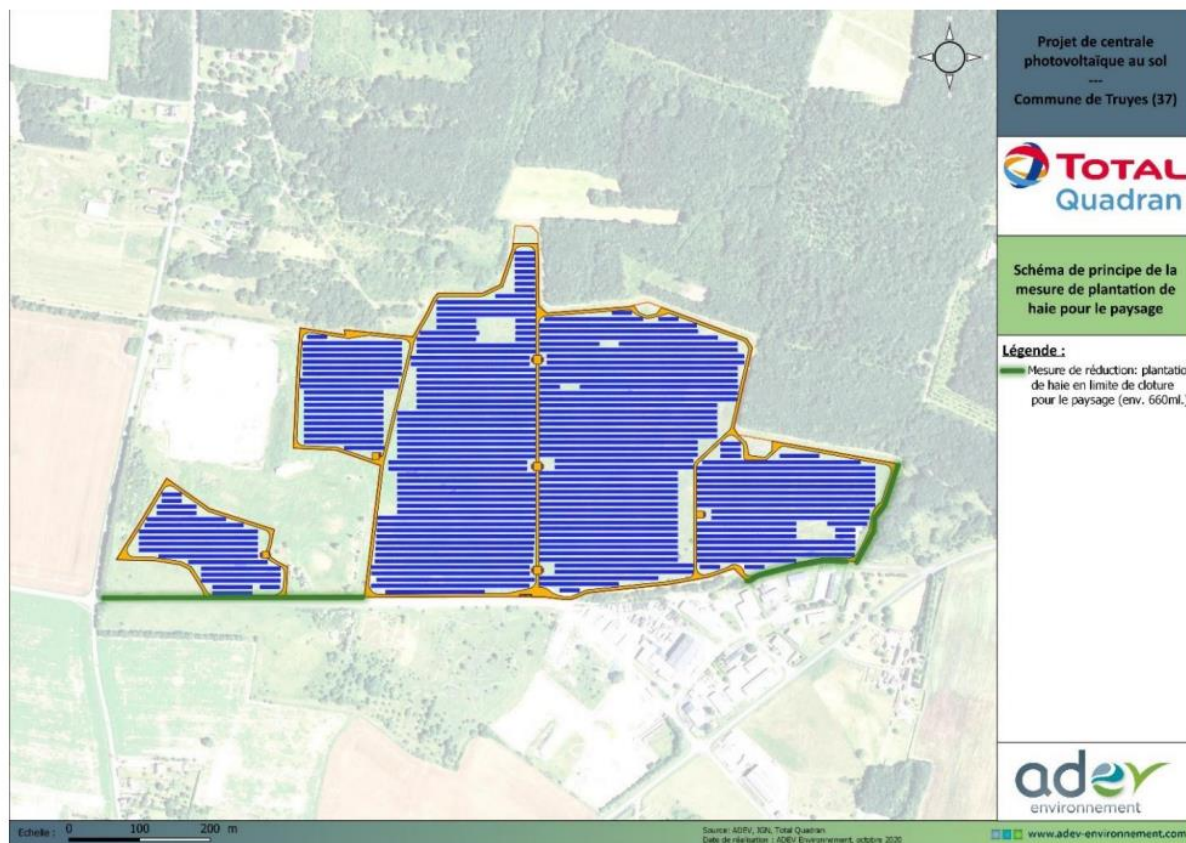 Projet de centrale
photovoltaïque au sol
---
Commune de Truyes (37)
TOTAL
Quadran
Schéma de principe de la
mesure de plantation de
haie pour le paysage
Légende :
Mesure de réduction: plantatio
de haie en limite de cloture
pour le paysage (env. 660ml.)
adev
environnement
Echelle : 0 100 200 m
Source: ADEV, IGN, Total Quadran
Date de réalisation : ADEV Environnement, octobre 2020
www.adev-environnement.com